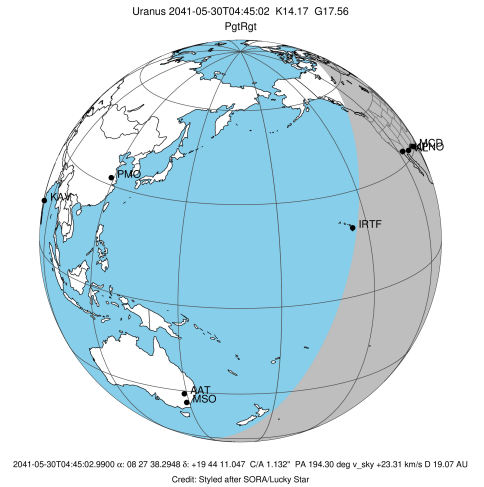 Uranus 2041-05-30T04:45:02 K14.17 G17.56
PgtRgt
MCD
KPNO
PMO
KAV
IRTF
AAT
MSO
2041-05-30T04:45:02.9900 α: 08 27 38.2948 δ: +19 44 11.047 C/A 1.132" PA 194.30 deg v_sky +23.31 km/s D 19.07 AU
Credit: Styled after SORA/Lucky Star